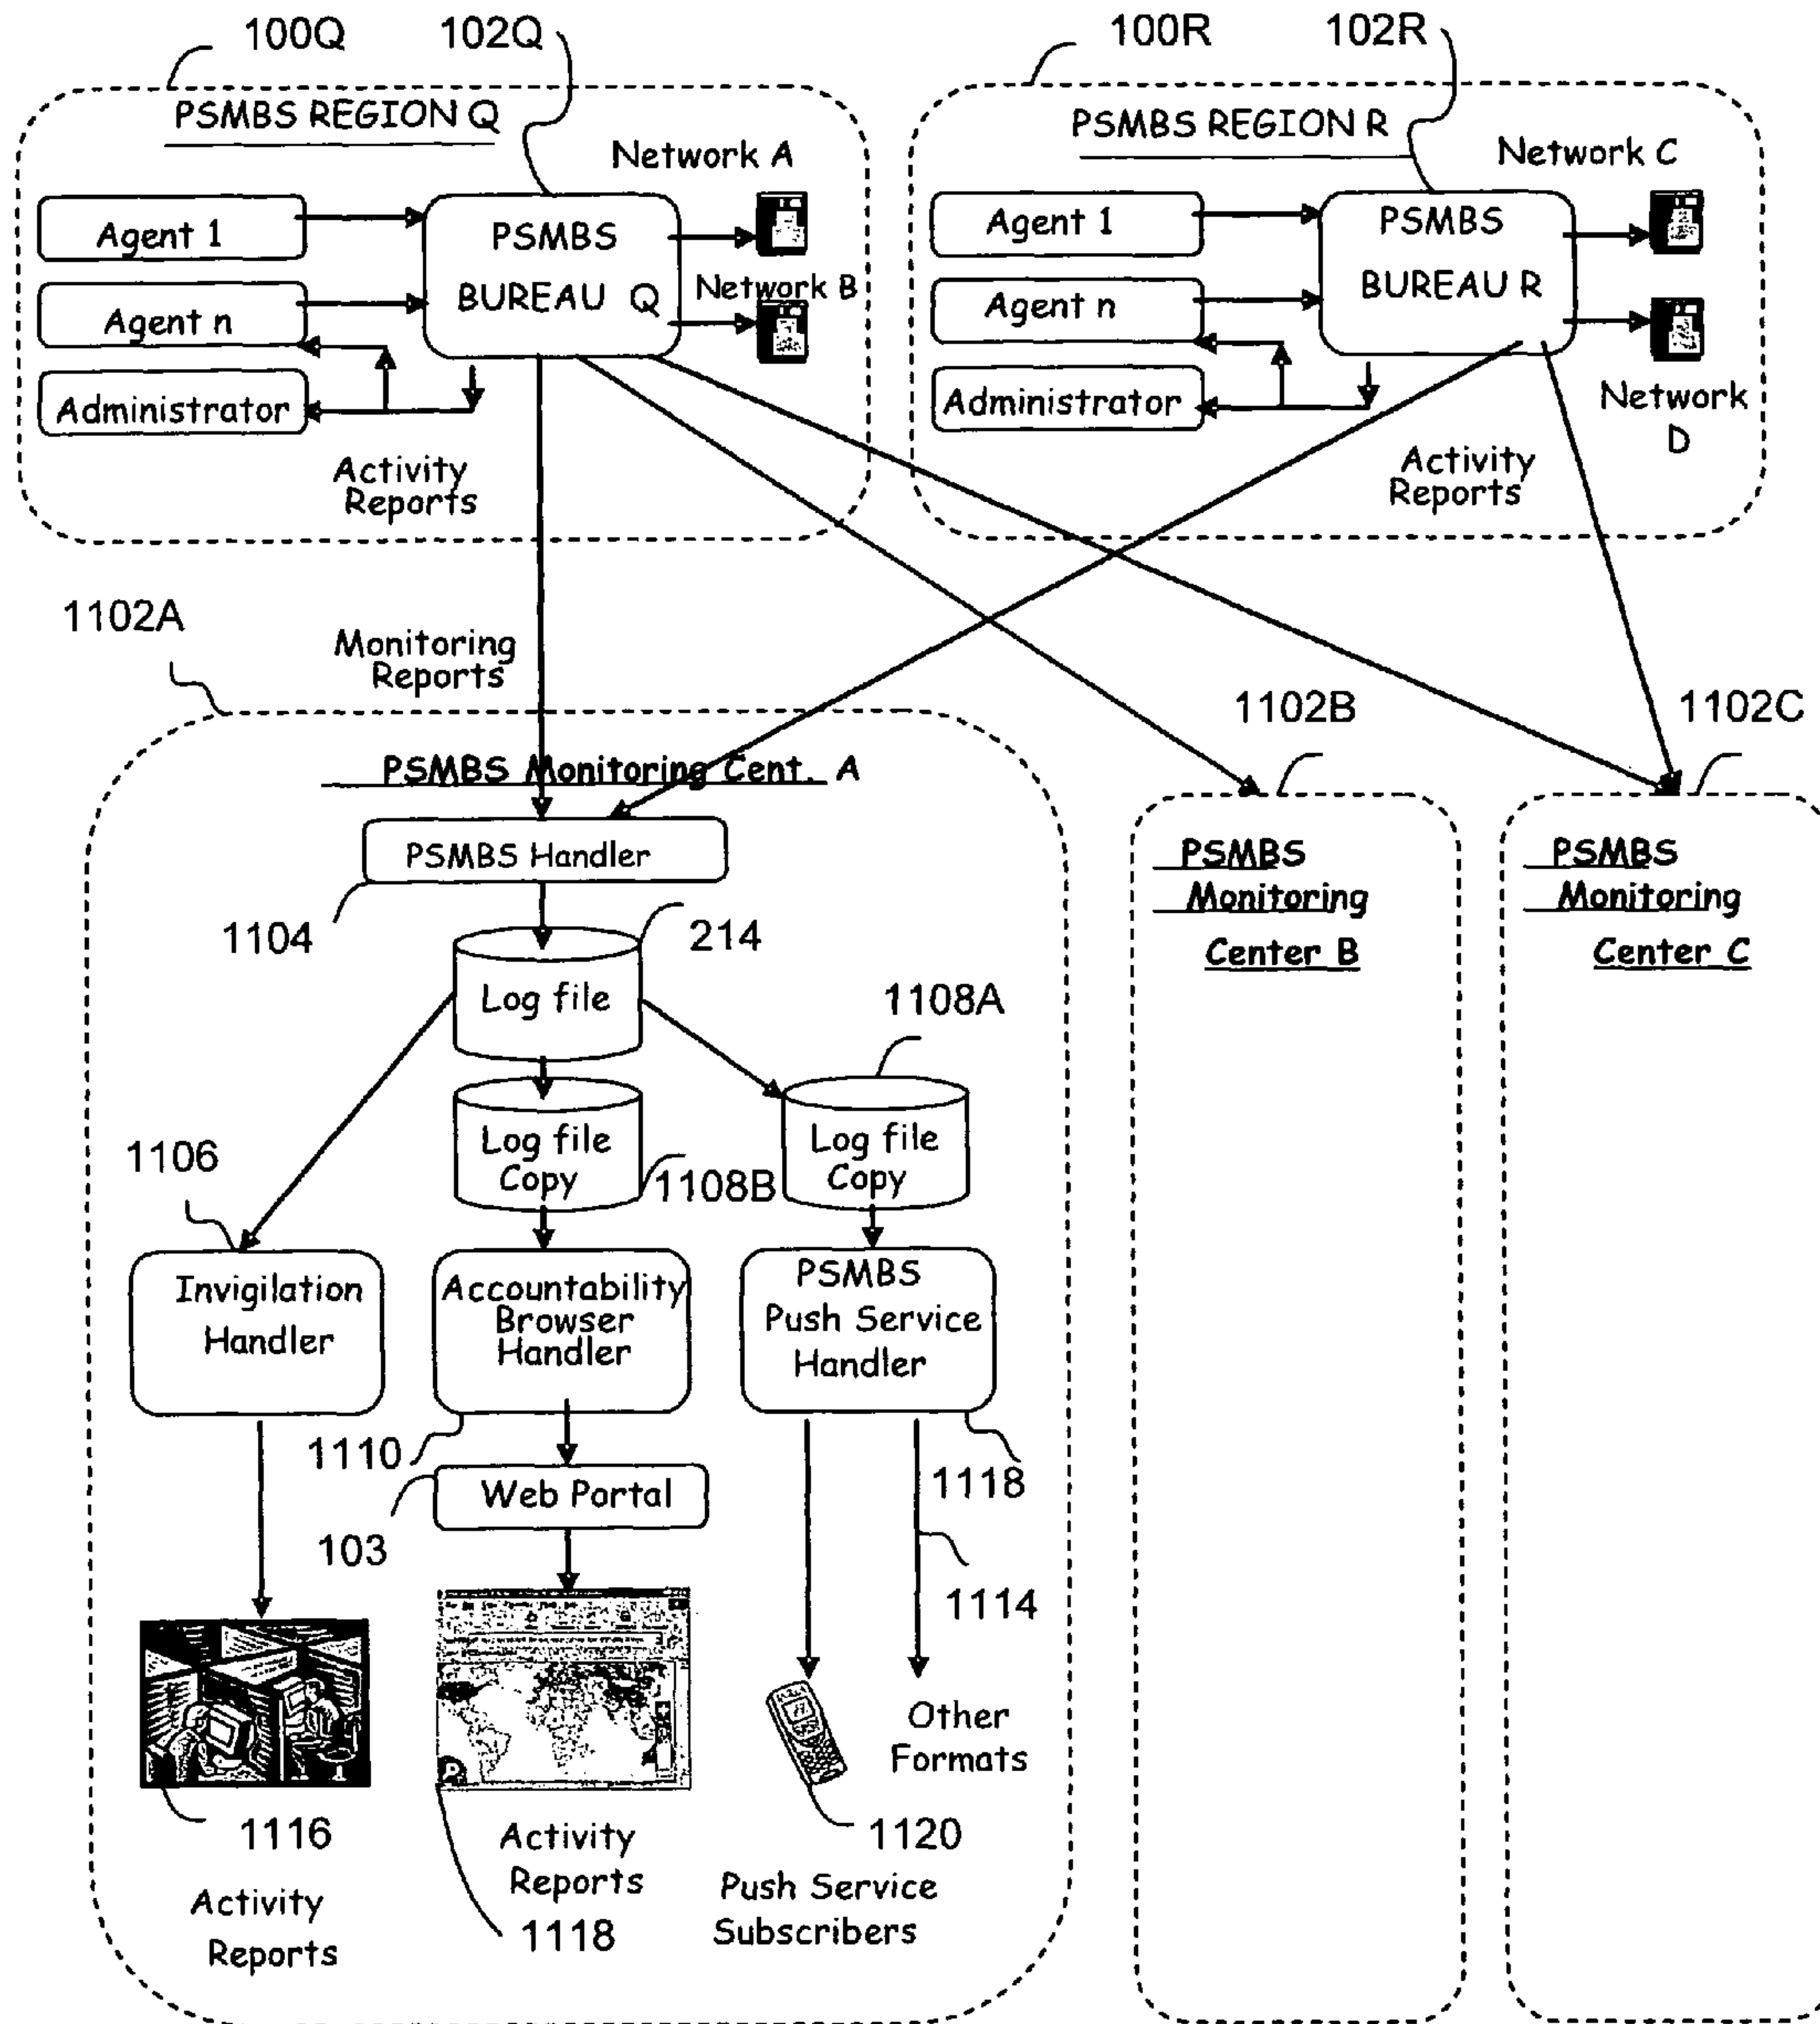 100Q
102Q
100R
102R
PSMBS REGION Q
Network A
Agent 1
PSMBS
BUREAU Q
Network B
Agent n
Administrator
Activity
Reports
PSMBS REGION R
Network C
Agent 1
PSMBS
BUREAU R
Agent n
Administrator
Network
D
Activity
Reports
1102A
Monitoring
Reports
1102B
1102C
PSMBS Monitoring Cent. A
PSMBS Handler
1104
214
Log file
1108A
Log file
Copy
1108B
Log file
Copy
1106
Invigilation
Handler
Accountability
Browser
Handler
PSMBS
Push Service
Handler
1110
1118
Web Portal
103
1114
Other
Formats
1116
Activity
Reports
Activity
Reports
1118
1120
Push Service
Subscribers
PSMBS
Monitoring
Center B
PSMBS
Monitoring
Center C